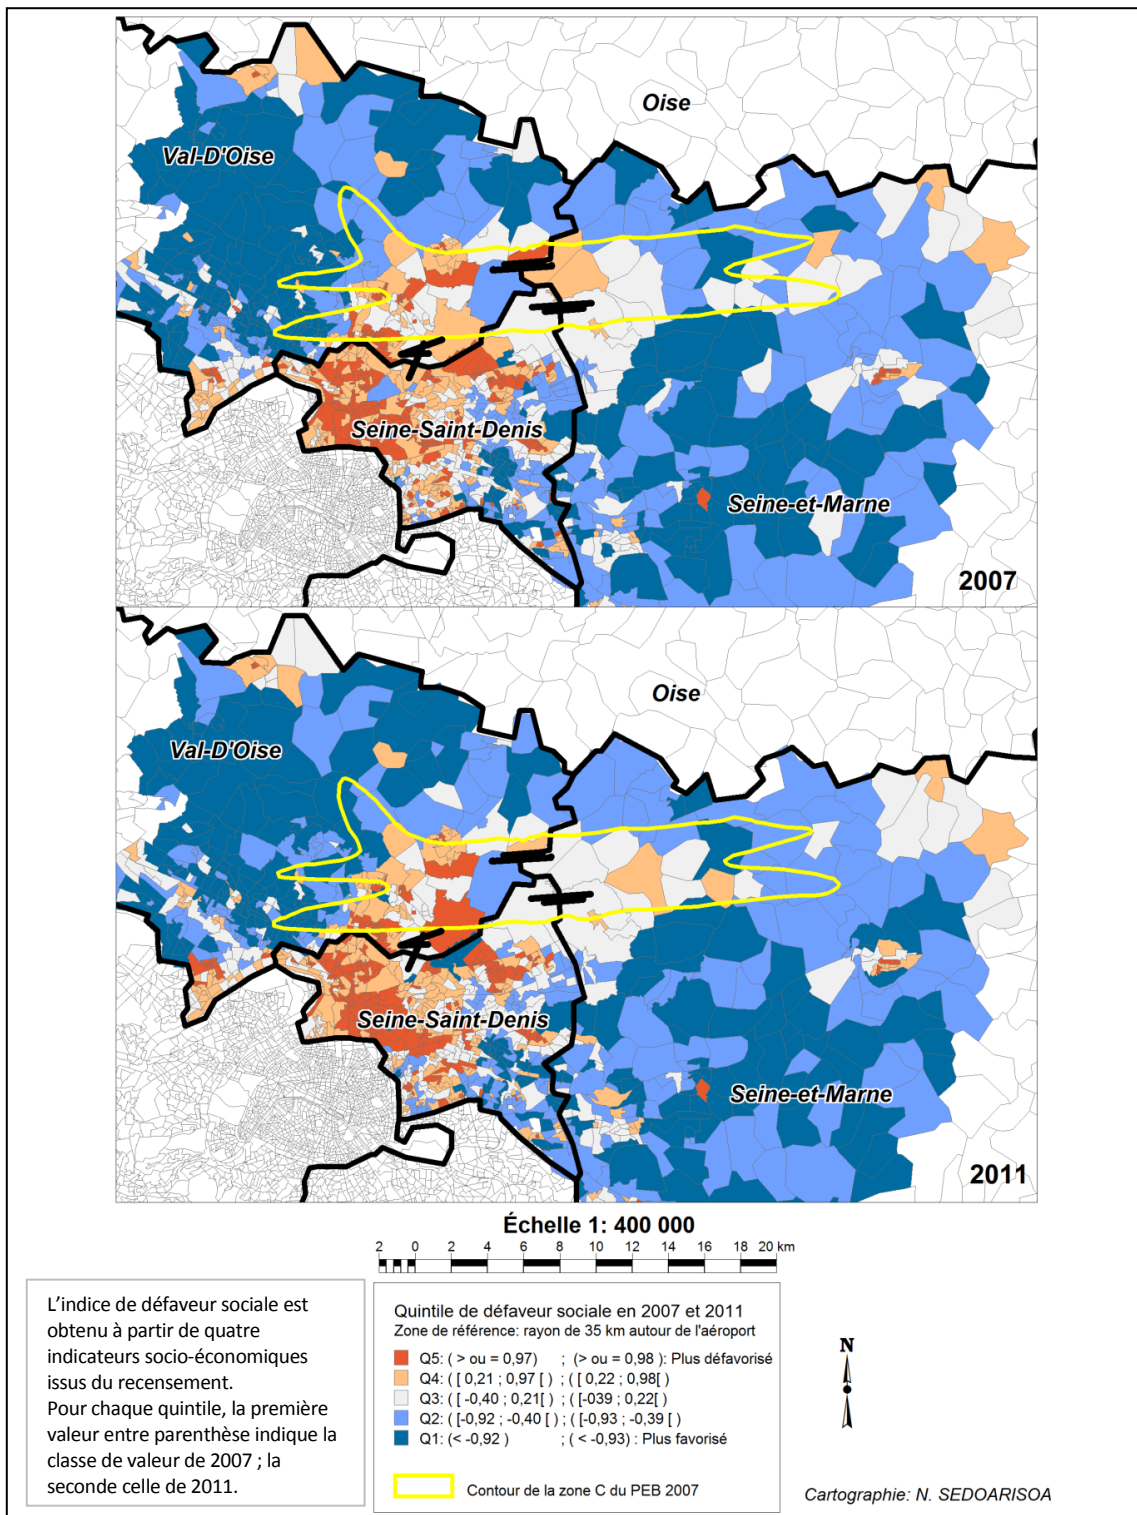 Oise
Val-D'Oise
Seine-Saint-Denis
Seine-et-Marne
2007
Oise
Val-D'Oise
Seine-Saint-Denis
Seine-et-Marne
2011
Échelle 1: 400 000
2 0 2 4 6 8 10 12 14 16 18 20 km
L'indice de défaveur sociale est
obtenu à partir de quatre
indicateurs socio-économiques
issus du recensement.
Pour chaque quintile, la première
valeur entre parenthèse indique la
classe de valeur de 2007 ; la
seconde celle de 2011.
Quintile de défaveur sociale en 2007 et 2011
Zone de référence: rayon de 35 km autour de l'aéroport
Q5: ( > ou = 0,97) ; (> ou = 0,98 ): Plus défavorisé
Q4: ( [ 0,21 ; 0,97 [ ) ; ( [ 0,22 ; 0,98[ )
Q3: ( [ -0,40 ; 0,21[ ) ; ( [-039 ; 0,22[ )
Q2: ( [-0,92 ; -0,40 [ ) ; ( [-0,93 ; -0,39 [ )
Q1: (< -0,92 ) ; ( < -0,93) : Plus favorisé
Contour de la zone C du PEB 2007
N
Cartographie: N. SEDOARISOA